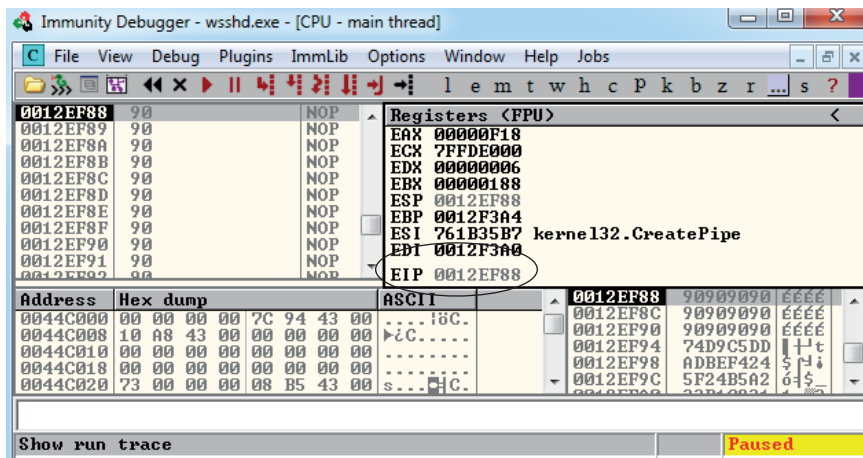 Immunity Debugger - wsshd.exe - [CPU - main thread]
C File View Debug Plugins ImmLib Options Window Help Jobs
l e m t w h c P k b z r ... s ?
0012EF88 90 NOP
0012EF89 90 NOP
0012EF8A 90 NOP
0012EF8B 90 NOP
0012EF8C 90 NOP
0012EF8D 90 NOP
0012EF8E 90 NOP
0012EF8F 90 NOP
0012EF90 90 NOP
0012EF91 90 NOP
0012EF92 90 NOP
Registers (FPU) <
EAX 00000F18
ECX 7FFDE000
EDX 00000006
EBX 00000188
ESP 0012EF88
EBP 0012F3A4
ESI 761B35B7 kernel32.CreatePipe
EDI 0012F3A0
EIP 0012EF88
Address Hex dump ASCII
0044C000 00 00 00 00 7C 94 43 00 ....¦öC.
0044C008 10 A8 43 00 00 00 00 00 ►¿C.....
0044C010 00 00 00 00 00 00 00 00 ........
0044C018 00 00 00 00 00 00 00 00 ........
0044C020 73 00 00 00 08 B5 43 00 s...◘╡C.
0012EF88 90909090 ÉÉÉÉ
0012EF8C 90909090 ÉÉÉÉ
0012EF90 90909090 ÉÉÉÉ
0012EF94 74D9C5DD ▌┼┘t
0012EF98 ADBEF424
0012EF9C 5F24B5A2 ó╡$_
Show run trace
Paused